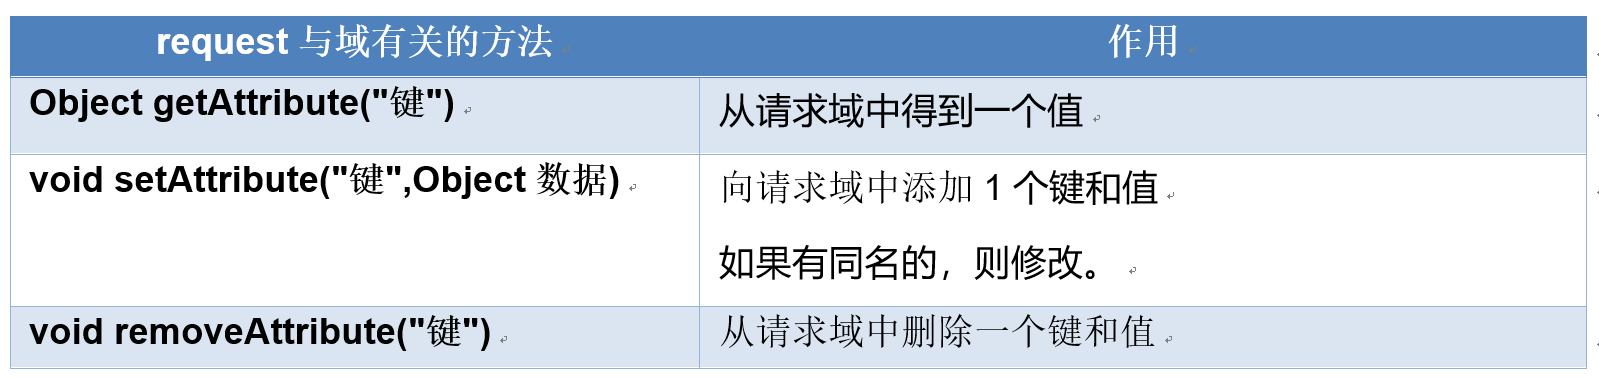 request 与域有关的方法 作用
Object getAttribute("键") 从请求域中得到一个值
void setAttribute("键",Object 数据) 向请求域中添加 1 个键和值
如果有同名的，则修改。
void removeAttribute("键") 从请求域中删除一个键和值